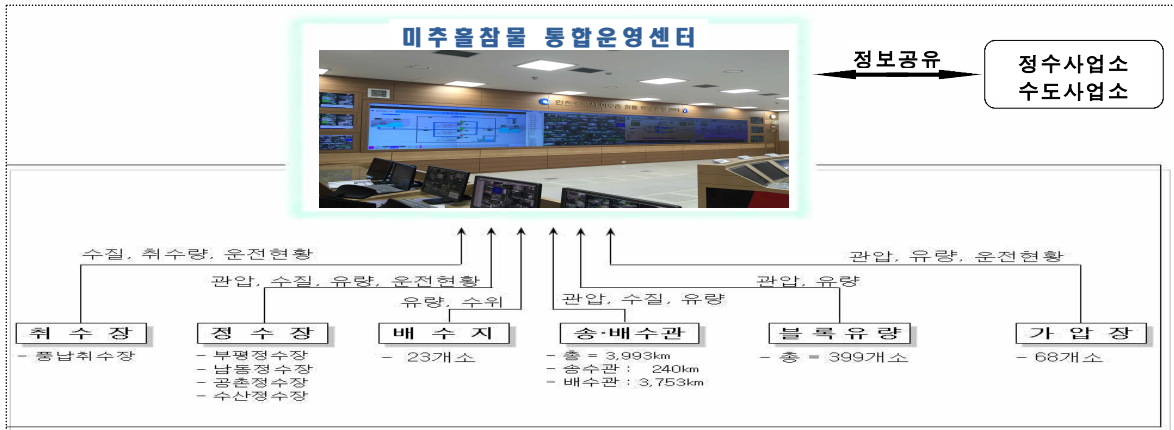 미추홀참물 통합운영센터
정보공유
정수사업소
수도사업소
수질, 취수량, 운전현황
관압, 수질, 유량, 운전현황
유량, 수위
관압, 수질, 유량
관압, 유량
관압, 유량, 운전현황
취 수 장
- 풍납취수장
정 수 장
- 부평정수장
- 남동정수장
- 공촌정수장
- 수산정수장
배 수 지
- 23개소
송·배수관
- 총 = 3,993km
- 송수관 : 240km
- 배수관 : 3,753km
블록유량
- 총 = 399개소
가 압 장
- 68개소